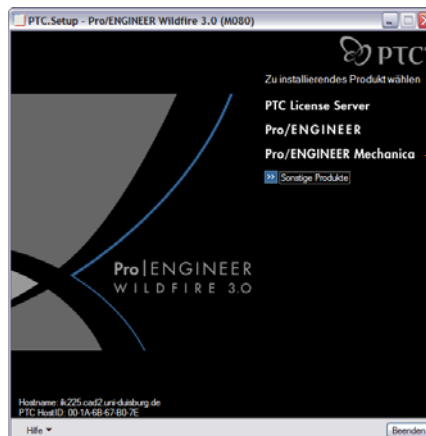 PTC.Setup - Pro/ENGINEER Wildfire 3.0 (M080)
PTC
Zu installierendes Produkt wählen
PTC License Server
Pro/ENGINEER
Pro/ENGINEER Mechanica
>> Sonstige Produkte
Pro|ENGINEER
WILDFIRE 3.0
Hostname: ik225.cad2.uni-duisburg.de
PTC HostID: 00-1A-6B-67-B0-7E
Hilfe
Beenden